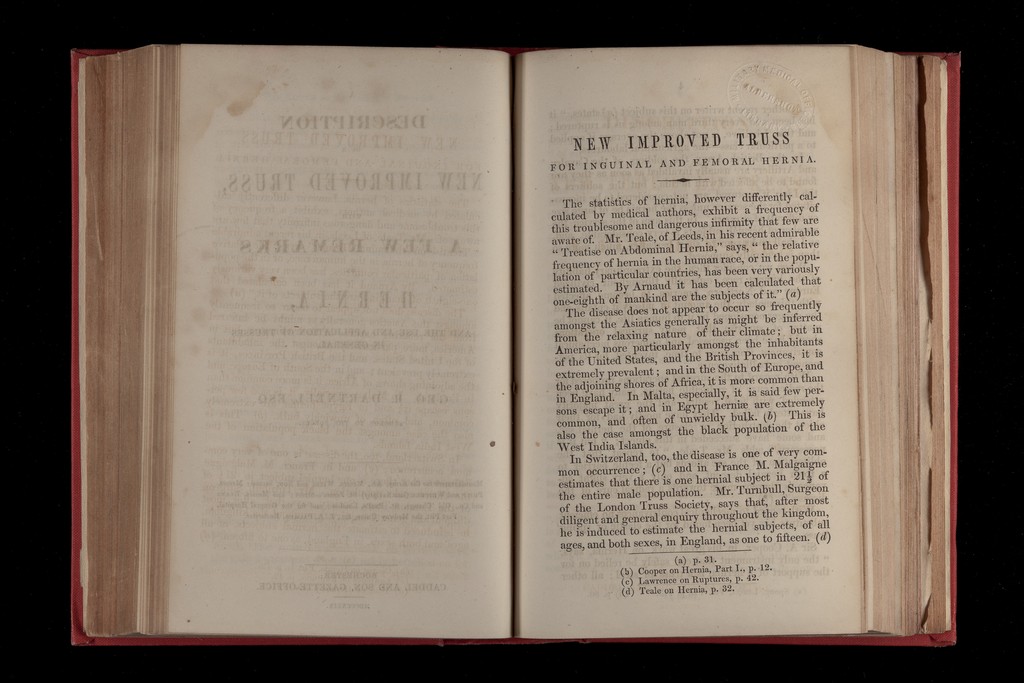 NEW IMPROVED TRUSS
FOR INGUINAL AND FEMORAL HERNIA.
The statistics of hernia, however differently cal-
culated by medical authors, exhibit a frequency of
this troublesome and dangerous infirmity that few are
aware of. Mr. Teale, of Leeds, in his recent admirable
“ Treatise on Abdominal Hernia,” says, “ the relative
frequency of hernia in the human race, or in the popu-
lation of particular countries, has been very variously
estimated. By Arnaud it has been calculated that
one-eighth of mankind are the subjects of it.” (a)
The disease does not appear to occur so frequently
amongst the Asiatics generally as might be inferred
from the relaxing nature of their climate; but in
America, more particularly amongst the inhabitants
of the United States, and the British Provinces, it is
extremely prevalent; and in the South of Europe, and
the adjoining shores of Africa, it is more common than
in England. In Malta, especially, it is said few per-
sons escape it; and in Egypt herniæ are extremely
common, and often of unwieldy bulk. (b) This is
also the case amongst the black population of the
West India Islands.
In Switzerland, too, the disease is one of very com-
mon occurrence; (c) and in France M. Malgaigne
estimates that there is one hernial subject in 21½ of
the entire male population. Mr. Turnbull, Surgeon
of the London Truss Society, says that, after most
diligent and general enquiry throughout the kingdom,
he is induced to estimate the hernial subjects, of all
ages, and both sexes, in England, as one to fifteen. (d)
(a) p. 31.
(b) Cooper on Hernia, Part I., p. 12.
(c) Lawrence on Ruptures, p. 42.
(d) Teale on Hernia, p. 32.